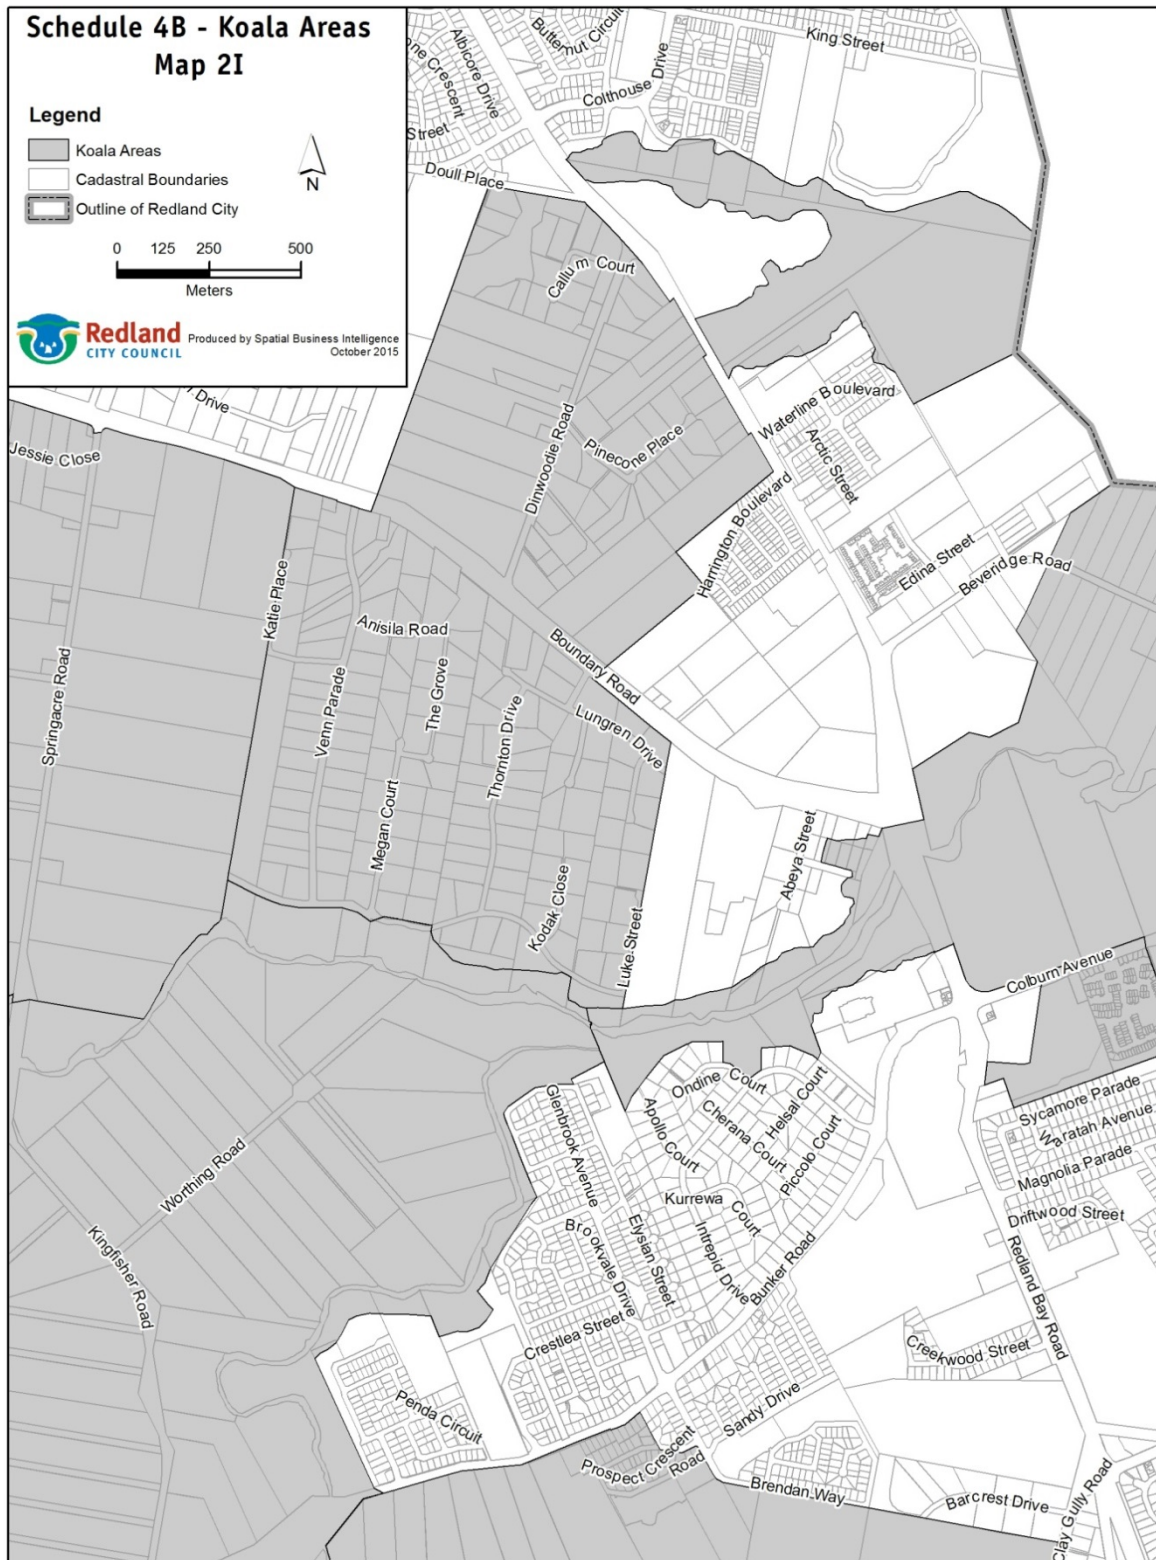 Schedule 4B - Koala Areas
Map 2I
Legend
Koala Areas
Cadastral Boundaries
Outline of Redland City
N
0 125 250 500
Meters
Redland
CITY COUNCIL
Produced by Spatial Business Intelligence
October 2015
Albicore Drive
Butternut Circuit
King Street
Crescent
Colthouse Drive
Street
Doull Place
Callum Court
Drive
Waterline Boulevard
Jessie Close
Pinecone Place
Dinwoodie Road
Arctic Street
Harrington Boulevard
Edina Street
Beveridge Road
Katie Place
Anisila Road
Boundary Road
Springacre Road
Venn Parade
The Grove
Lungren Drive
Thornton Drive
Megan Court
Abeya Street
Kodak Close
Luke Street
Colburn Avenue
Ondine Court
Helsal Court
Glenbrook Avenue
Apollo Court
Cherana Court
Sycamore Parade
Waratah Avenue
Piccolo Court
Magnolia Parade
Worthing Road
Kurrewa Court
Driftwood Street
Brookvale Drive
Elysian Street
Intrepid Drive
Bunker Road
Kingfisher Road
Redland Bay Road
Crestlea Street
Creekwood Street
Penda Circuit
Sandy Drive
Prospect Crescent
Road
Brendan Way
Barcrest Drive
Clay Gully Road